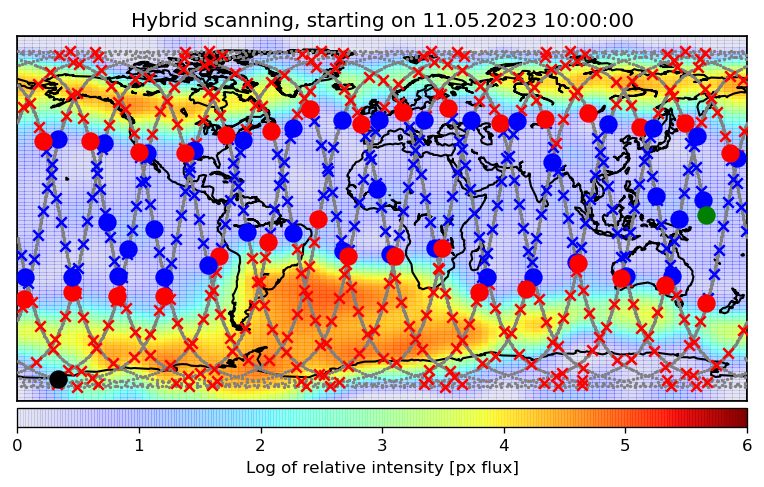 Hybrid scanning, starting on 11.05.2023 10:00:00
0 1 2 3 4 5 6
Log of relative intensity [px flux]